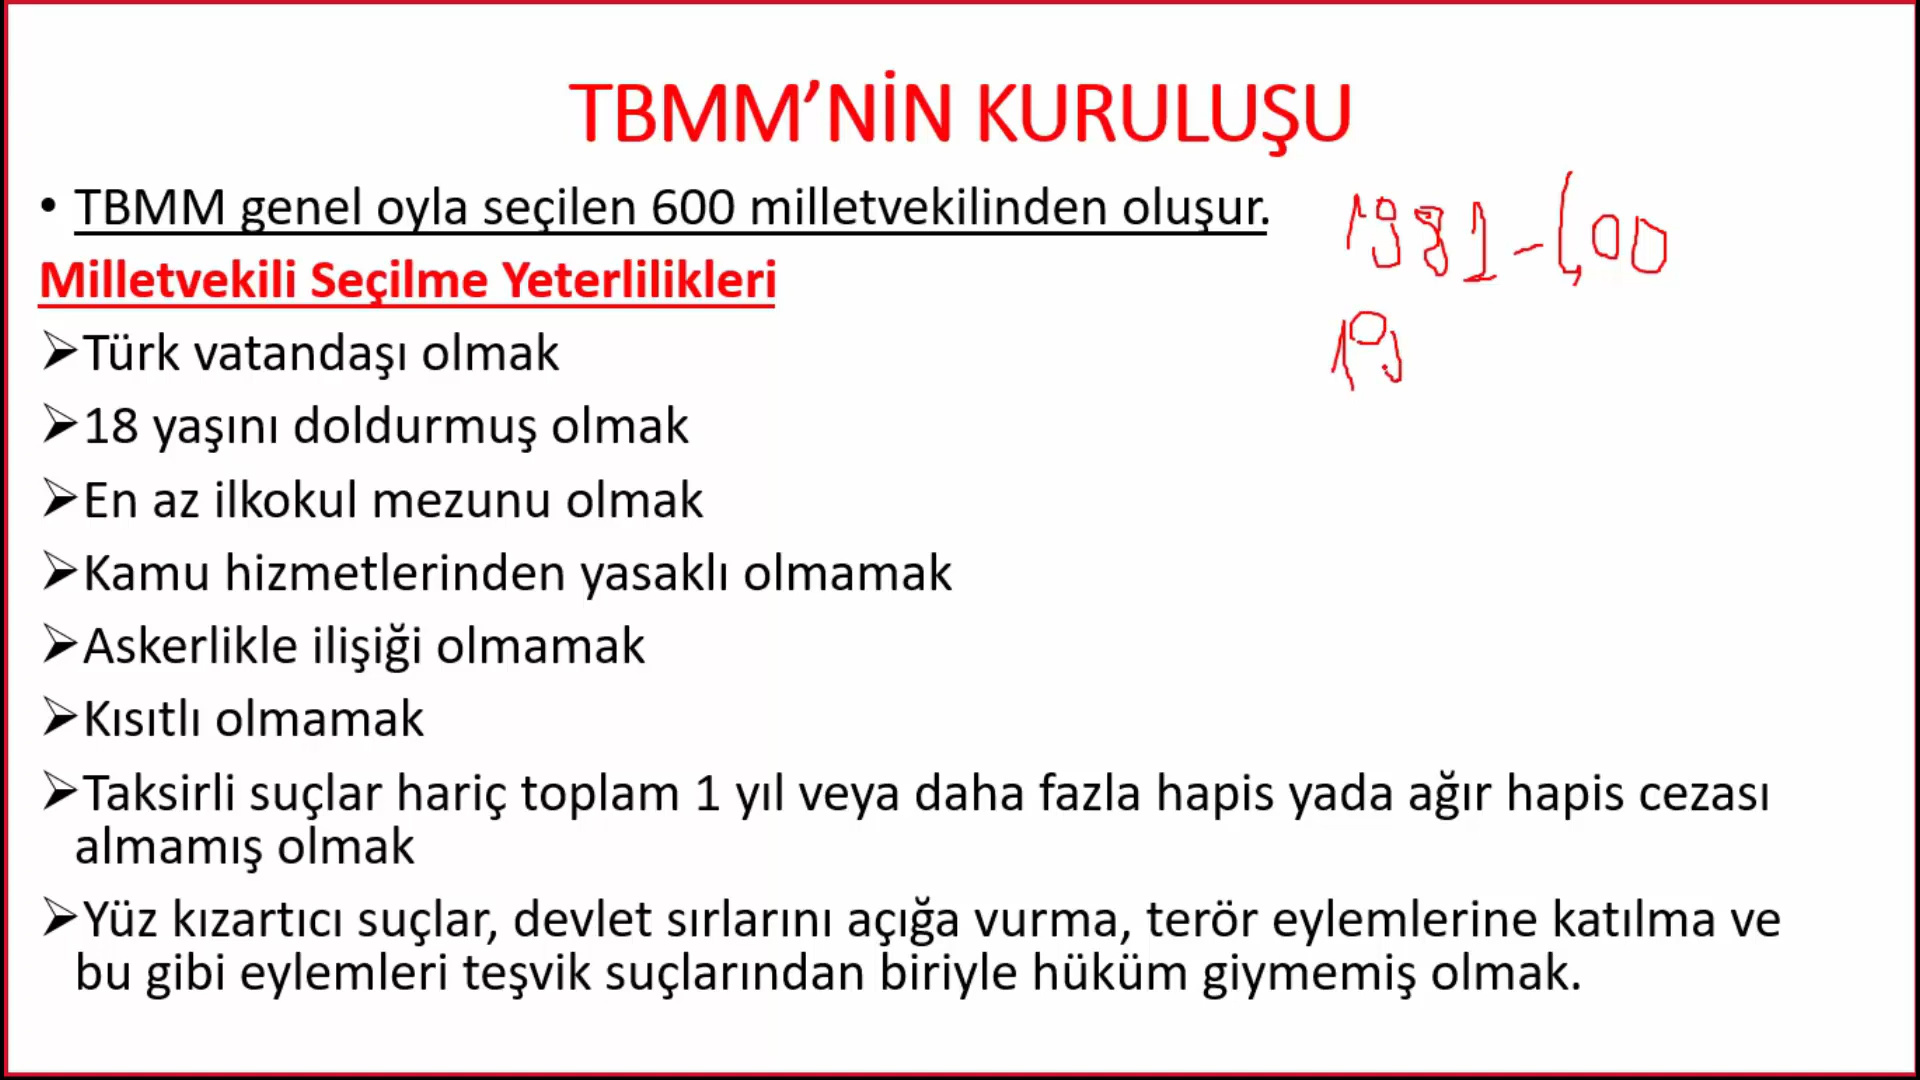 TBMM’NİN KURULUŞU
• TBMM genel oyla seçilen 600 milletvekilinden oluşur.
Milletvekili Seçilme Yeterlilikleri
➢Türk vatandaşı olmak
➢18 yaşını doldurmuş olmak
➢En az ilkokul mezunu olmak
➢Kamu hizmetlerinden yasaklı olmamak
➢Askerlikle ilişiği olmamak
➢Kısıtlı olmamak
➢Taksirli suçlar hariç toplam 1 yıl veya daha fazla hapis yada ağır hapis cezası
almamış olmak
➢Yüz kızartıcı suçlar, devlet sırlarını açığa vurma, terör eylemlerine katılma ve
bu gibi eylemleri teşvik suçlarından biriyle hüküm giymemiş olmak.
19